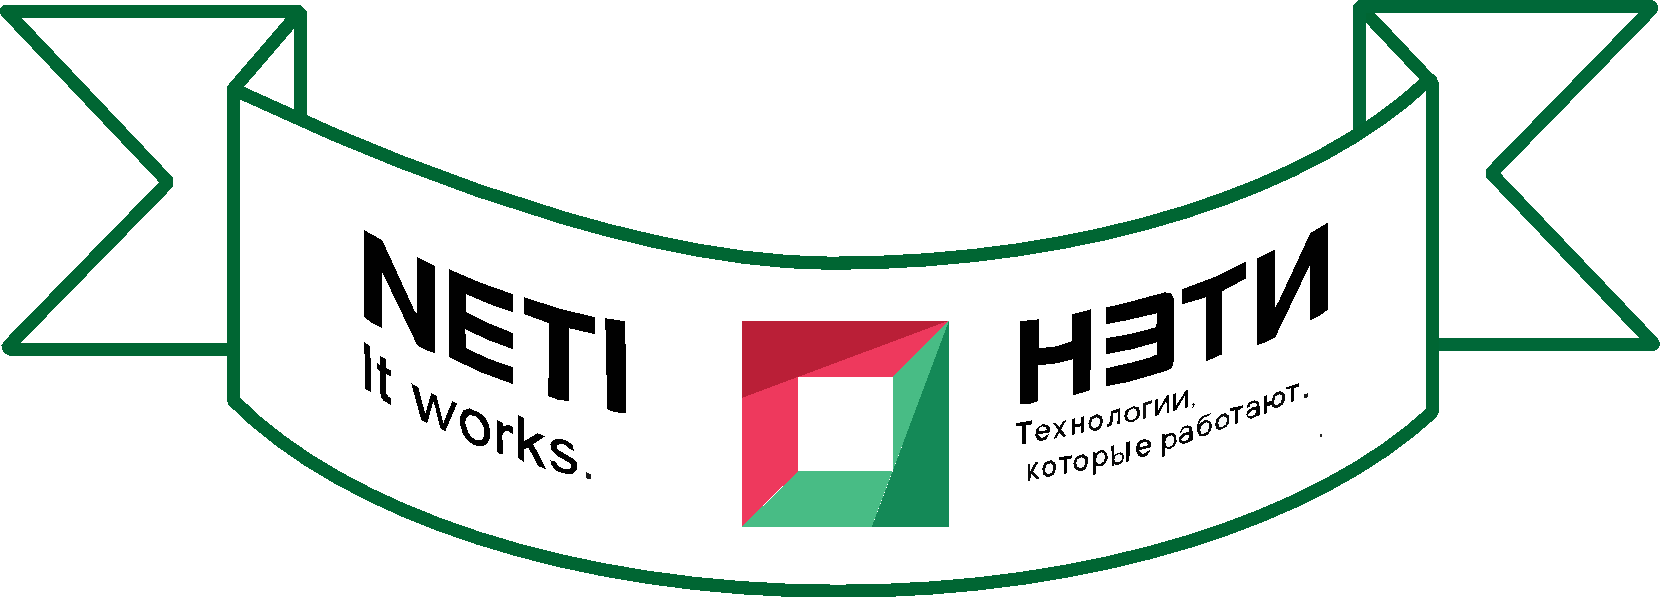 NETI
It works.
НЭТИ
Технологии,
которые работают.